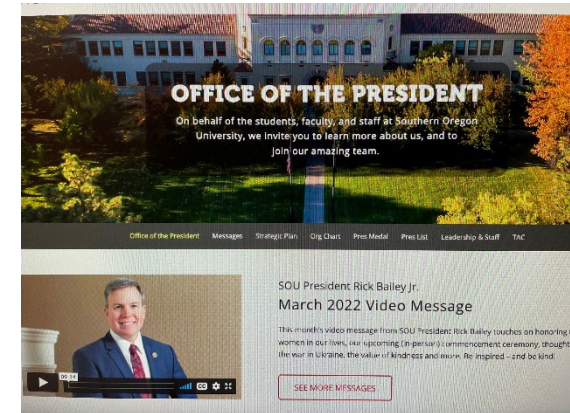 OFFICE OF THE PRESIDENT
On behalf of the students, faculty, and staff at Southern Oregon
University, we invite you to learn more about us, and to
join our amazing team.
Office of the President Messages Strategic Plan Org Chart Pres Medal Pres List Leadership & Staff TAC
SOU President Rick Bailey Jr.
March 2022 Video Message
This month's video message from SOU President Rick Bailey touches on honoring
women in our lives, our upcoming (in-person) commencement ceremony, thought
the war in Ukraine, the value of kindness and more. Be inspired – and be kind!
CC
SEE MORE MESSAGES